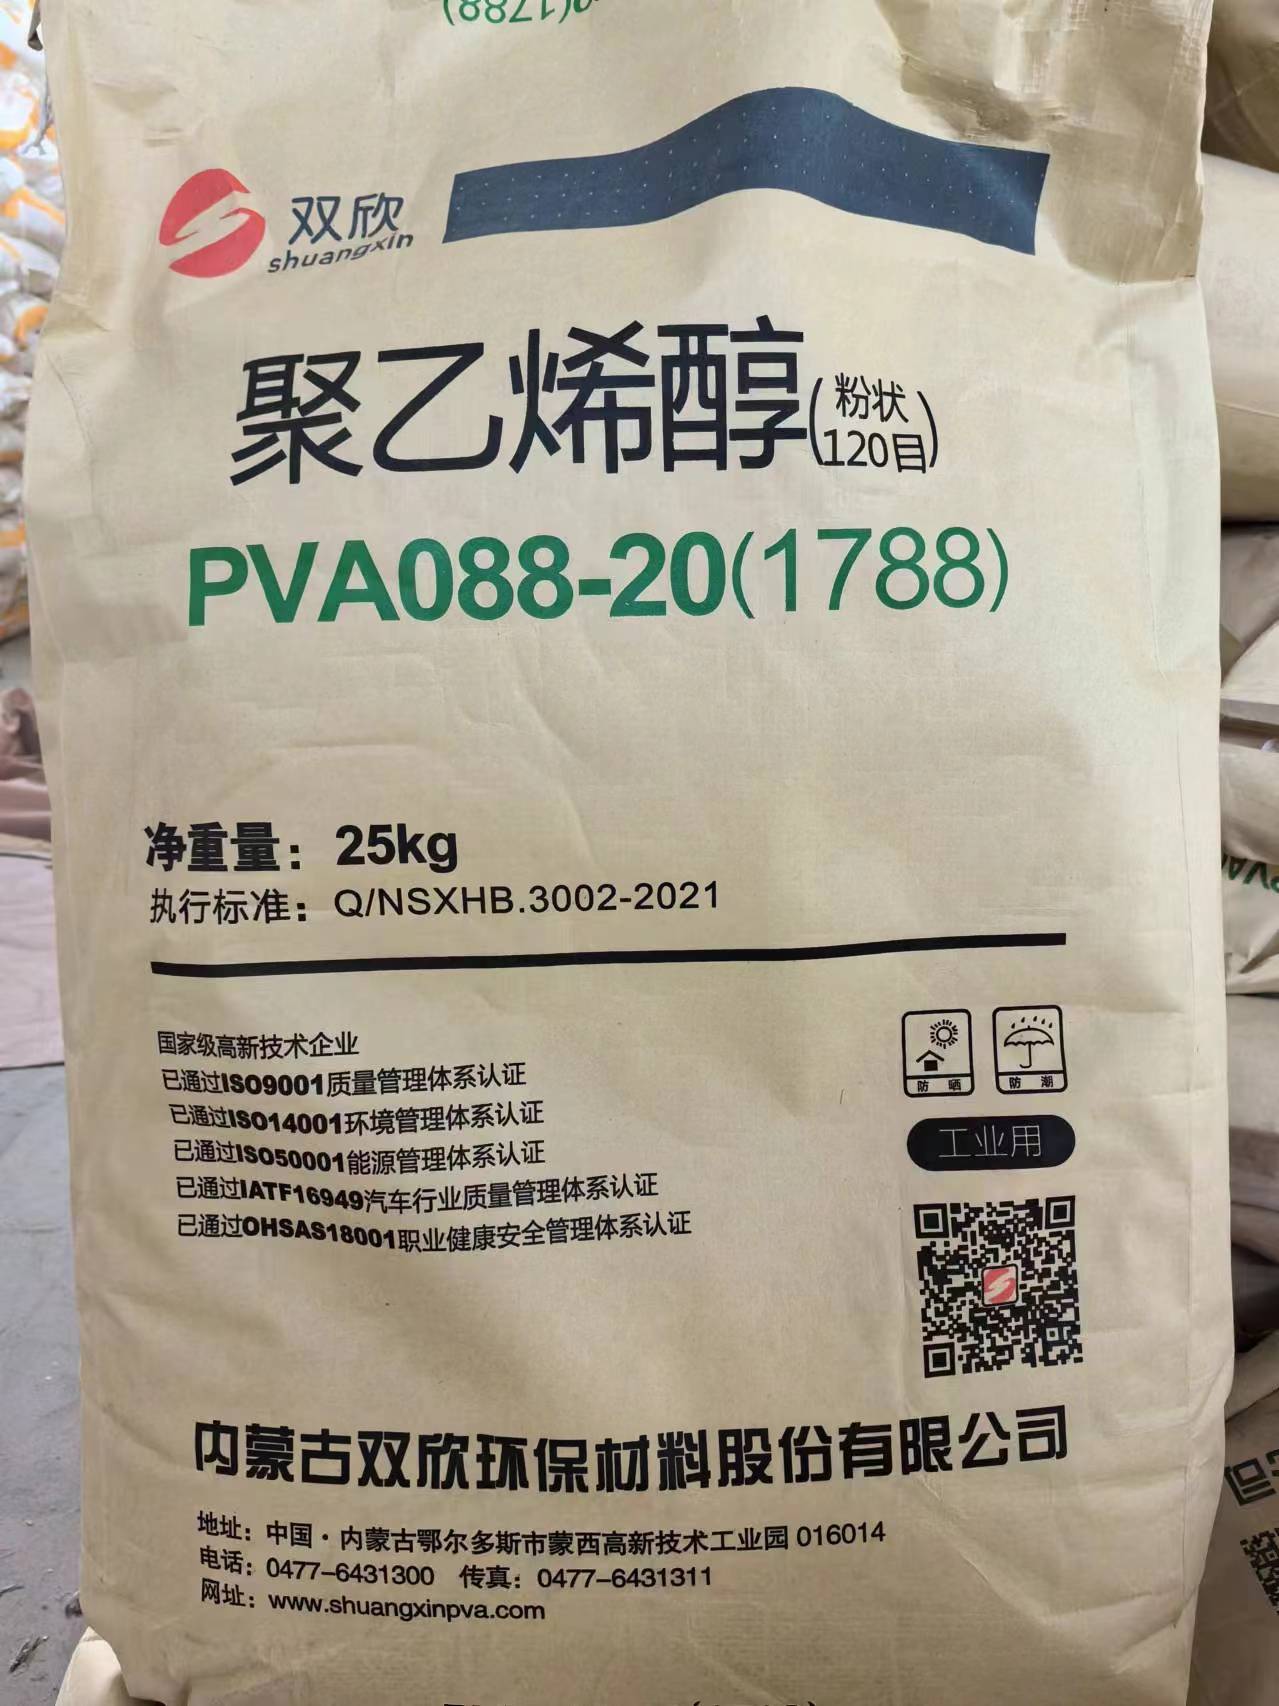 (1788)
双欣
shuangxin
聚乙烯醇(粉状120目)
PVA088-20(1788)
净重量：25kg
执行标准：Q/NSXHB.3002-2021
国家级高新技术企业
已通过ISO9001质量管理体系认证
已通过ISO14001环境管理体系认证
已通过ISO50001能源管理体系认证
已通过IATF16949汽车行业质量管理体系认证
已通过OHSAS18001职业健康安全管理体系认证
防晒 防潮
工业用
内蒙古双欣环保材料股份有限公司
地址：中国·内蒙古鄂尔多斯市蒙西高新技术工业园 016014
电话：0477-6431300 传真：0477-6431311
网址：www.shuangxinpva.com